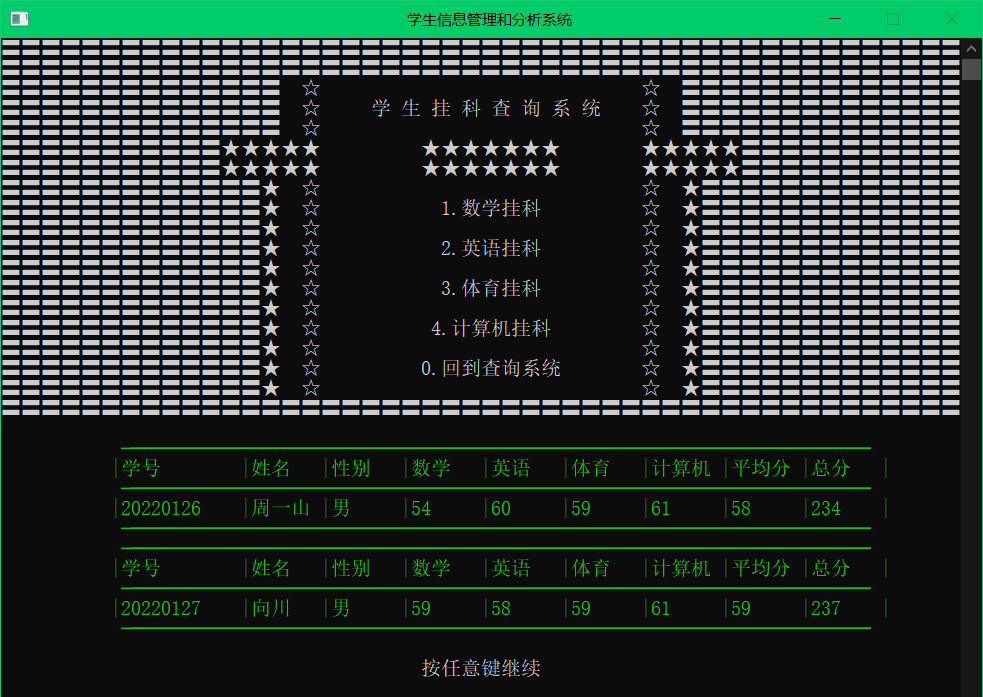 学生信息管理和分析系统
学 生 挂 科 查 询 系 统
1.数学挂科
2.英语挂科
3.体育挂科
4.计算机挂科
0.回到查询系统
|学号 |姓名 |性别 |数学 |英语 |体育 |计算机 |平均分 |总分 |
|20220126 |周一山 |男 |54 |60 |59 |61 |58 |234 |
|学号 |姓名 |性别 |数学 |英语 |体育 |计算机 |平均分 |总分 |
|20220127 |向川 |男 |59 |58 |59 |61 |59 |237 |
按任意键继续